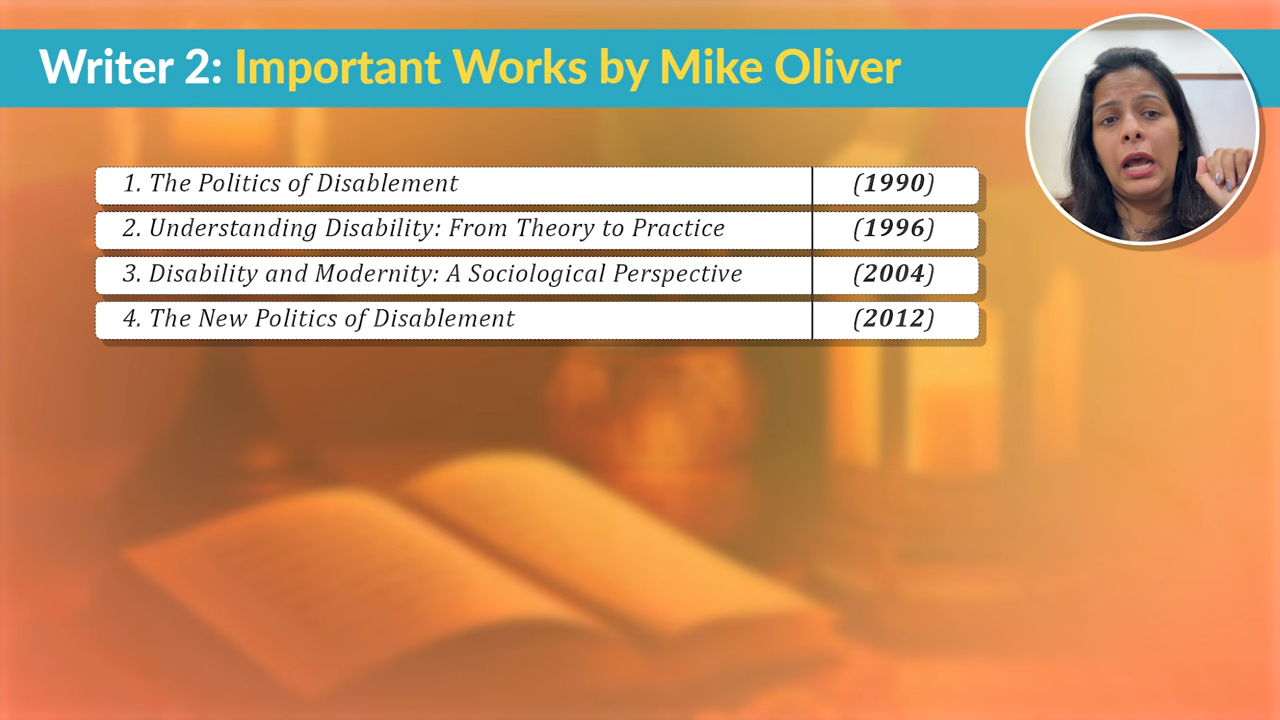 Writer 2: Important Works by Mike Oliver
1. The Politics of Disablement (1990)
2. Understanding Disability: From Theory to Practice (1996)
3. Disability and Modernity: A Sociological Perspective (2004)
4. The New Politics of Disablement (2012)